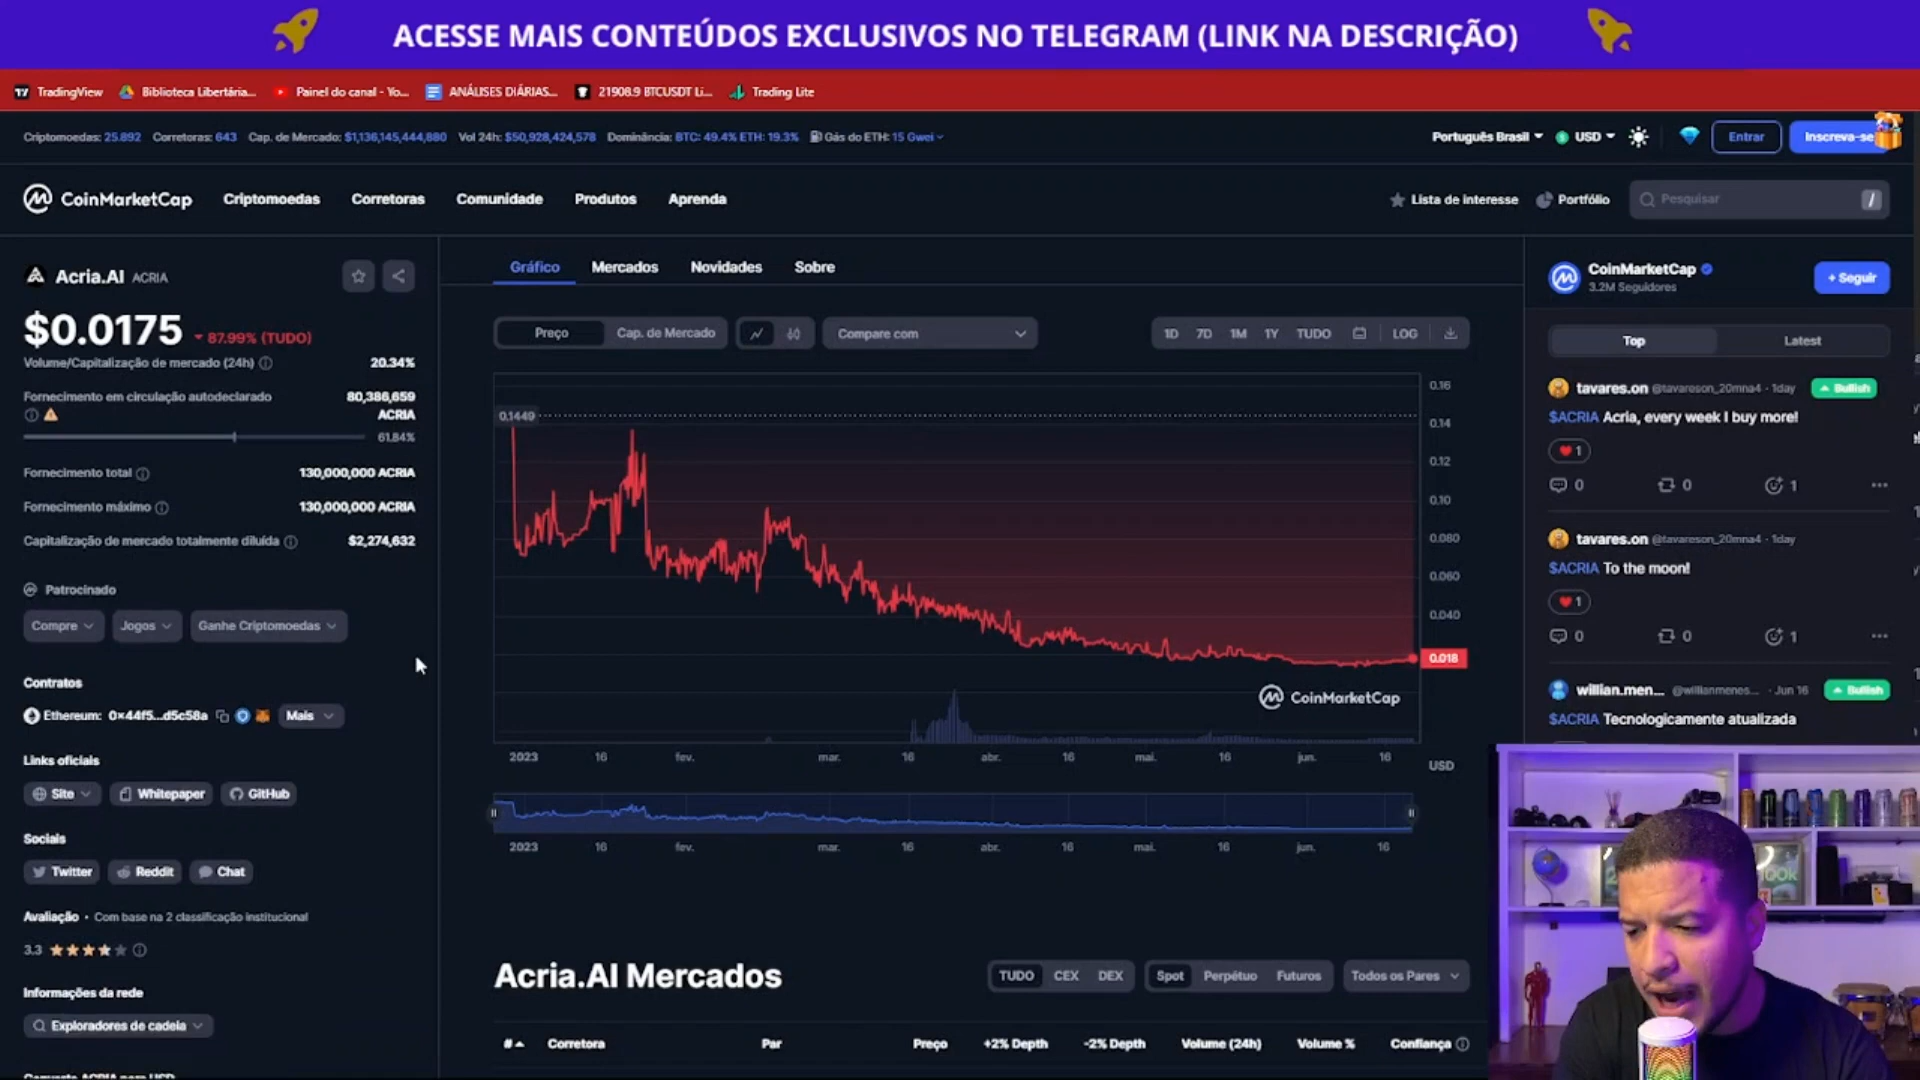 ACESSE MAIS CONTEÚDOS EXCLUSIVOS NO TELEGRAM (LINK NA DESCRIÇÃO)
TradingView Biblioteca Libertária... Painel do canal - Yo... ANÁLISES DIÁRIAS... 21908.9 BTCUSDT Li... Trading Lite
Criptomoedas: 25.892 Corretoras: 643 Cap. de Mercado: $1,136,145,444,880 Vol 24h: $50,928,424,578 Dominância: BTC: 49.4% ETH: 19.3% Gás do ETH: 15 Gwei
Português Brasil USD Entrar Inscreva-se
CoinMarketCap Criptomoedas Corretoras Comunidade Produtos Aprenda
Lista de interesse Portfólio Pesquisar /
Acria.AI ACRIA
$0.0175 87.99% (TUDO)
Volume/Capitalização de mercado (24h) 20.34%
Fornecimento em circulação autodeclarado 80,386,659
ACRIA
61.84%
Fornecimento total 130,000,000 ACRIA
Fornecimento máximo 130,000,000 ACRIA
Capitalização de mercado totalmente diluída $2,274,632
Patrocinado
Compre Jogos Ganhe Criptomoedas
Contratos
Ethereum: 0x44f5...d5c58a Mais
Links oficiais
Site Whitepaper GitHub
Sociais
Twitter Reddit Chat
Avaliação • Com base na 2 classificação institucional
3.3
Informações da rede
Exploradores de cadeia
Converta ACRIA para USD
Gráfico Mercados Novidades Sobre
Preço Cap. de Mercado Compare com
1D 7D 1M 1Y TUDO LOG
0.1449
0.16
0.14
0.12
0.10
0.080
0.060
0.040
0.018
CoinMarketCap
2023 16 fev. mar. 16 abr. 16 mai. 16 jun. 16 USD
2023 16 fev. mar. 16 abr. 16 mai. 16 jun. 16
Acria.AI Mercados
TUDO CEX DEX Spot Perpétuo Futuros Todos os Pares
# Corretora Par Preço +2% Depth -2% Depth Volume (24h) Volume % Confiança
CoinMarketCap
3.2M Seguidores
+ Seguir
Top Latest
tavares.on @tavareson_20mna4 · 1day Bullish
$ACRIA Acria, every week I buy more!
1
0 0 1 ...
tavares.on @tavareson_20mna4 · 1day
$ACRIA To the moon!
1
0 0 1 ...
willian.men... @willianmenes... · Jun 16 Bullish
$ACRIA Tecnologicamente atualizada